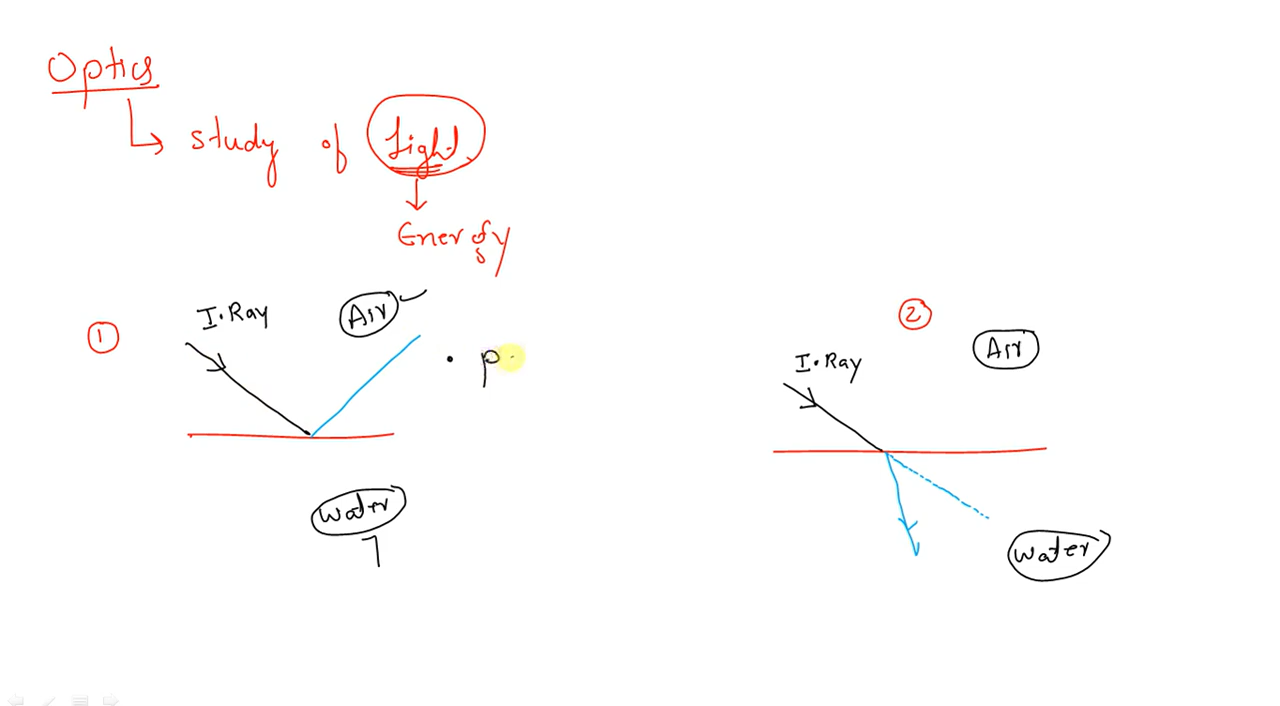 Optics
study of Light
Energy
1
I.Ray
Air
• P
Water
2
I.Ray
Air
Water